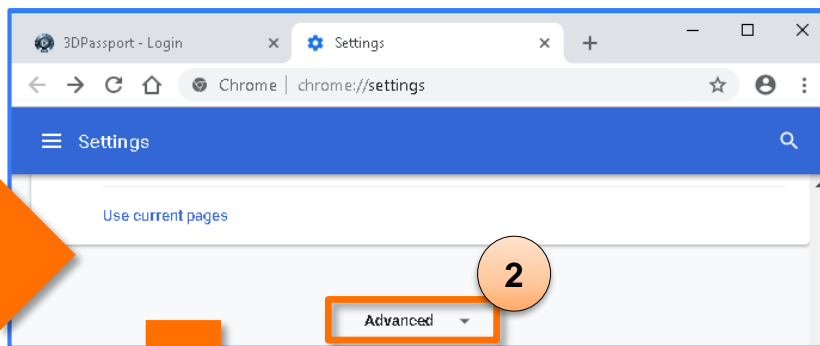 3DPassport - Login
Settings
Chrome | chrome://settings
Settings
Use current pages
2
Advanced